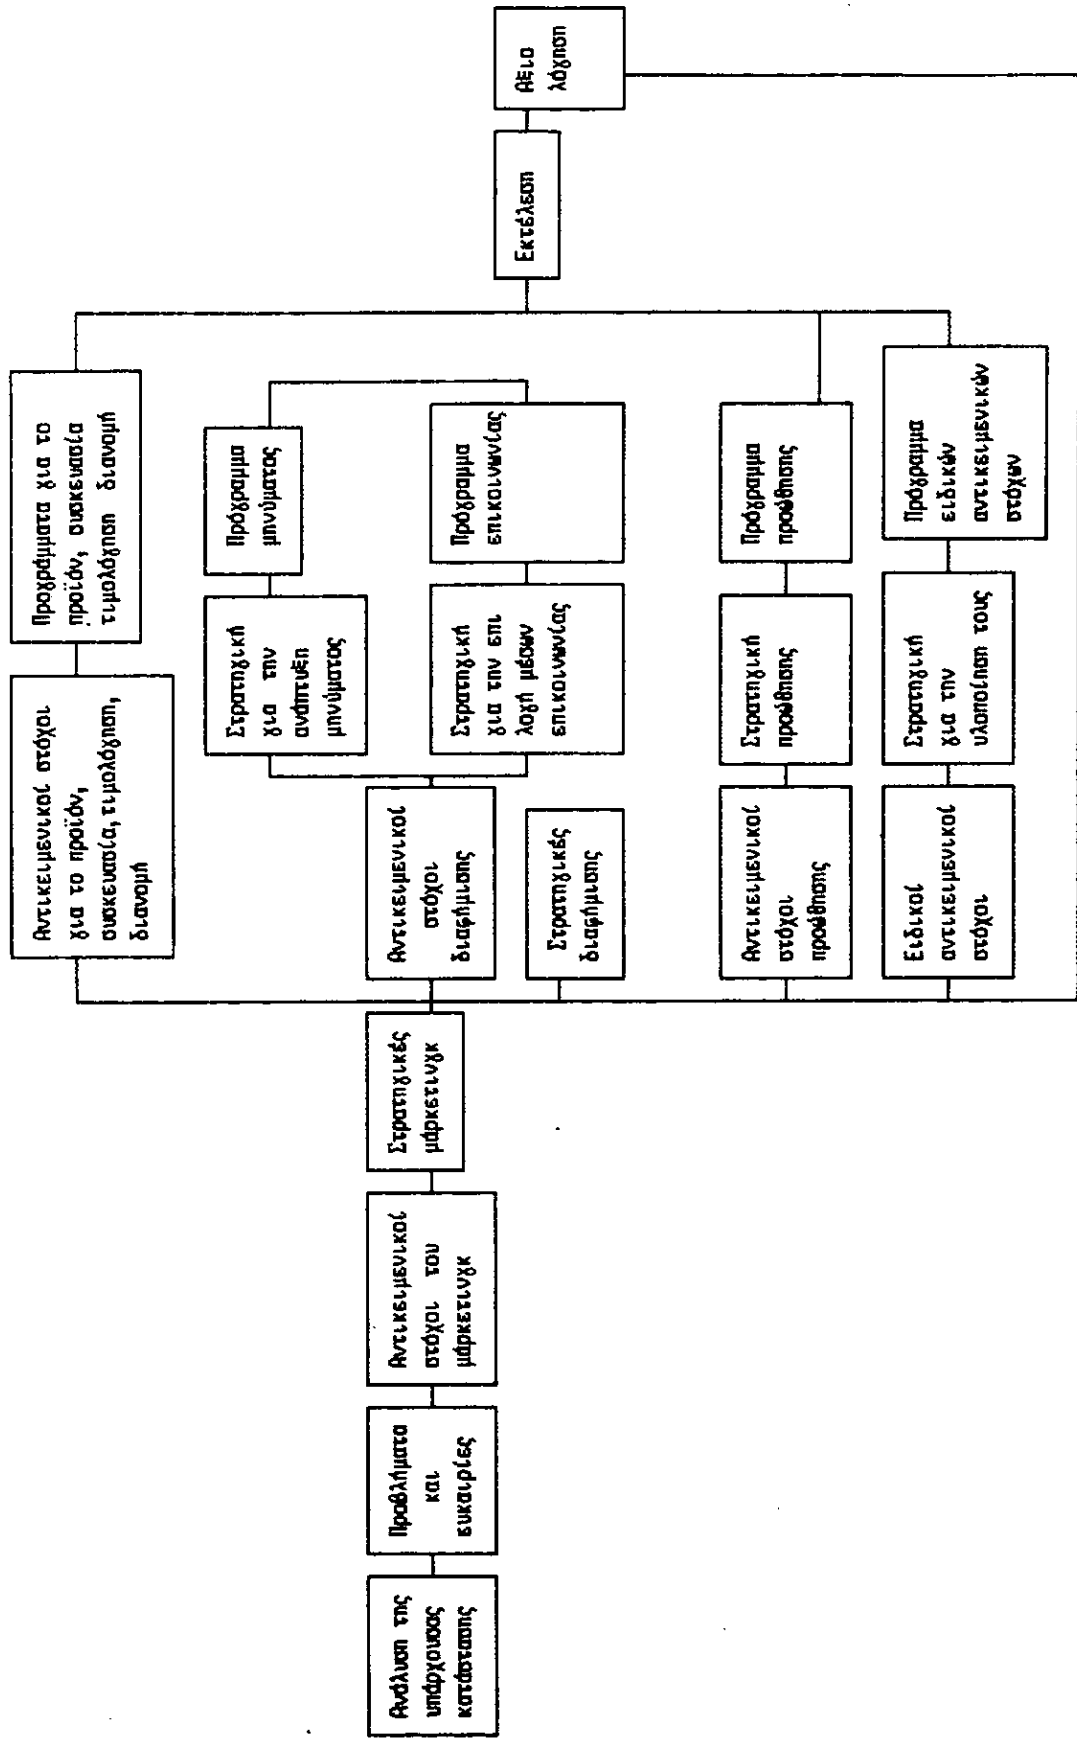 Ανάλυση της
υπάρχουσας
κατάστασης
Προβλήματα
και
ευκαιρίες
Αντικειμενικοί
στόχοι του
μάρκετινγκ
Στρατηγικές
μάρκετινγκ
Αντικειμενικοί στόχοι
για το προϊόν,
συσκευασία, τιμολόγηση,
διανομή
Προγράμματα για το
προϊόν, συσκευασία
τιμολόγηση διανομή
Αντικειμενικοί
στόχοι
διαφήμισης
Στρατηγική
για την
ανάπτυξη
μηνύματος
Πρόγραμμα
μηνύματος
Στρατηγική
για την επι
λογή μέσων
επικοινωνίας
Πρόγραμμα
επικοινωνίας
Στρατηγικές
διαφήμισης
Αντικειμενικοί
στόχοι
προώθησης
Στρατηγική
προώθησης
Πρόγραμμα
προώθησης
Ειδικοί
αντικειμενικοί
στόχοι
Στρατηγική
για την
υλοποίηση τους
Πρόγραμμα
ειδικών
αντικειμενικών
στόχων
Εκτέλεση
Αξιο
λόγηση